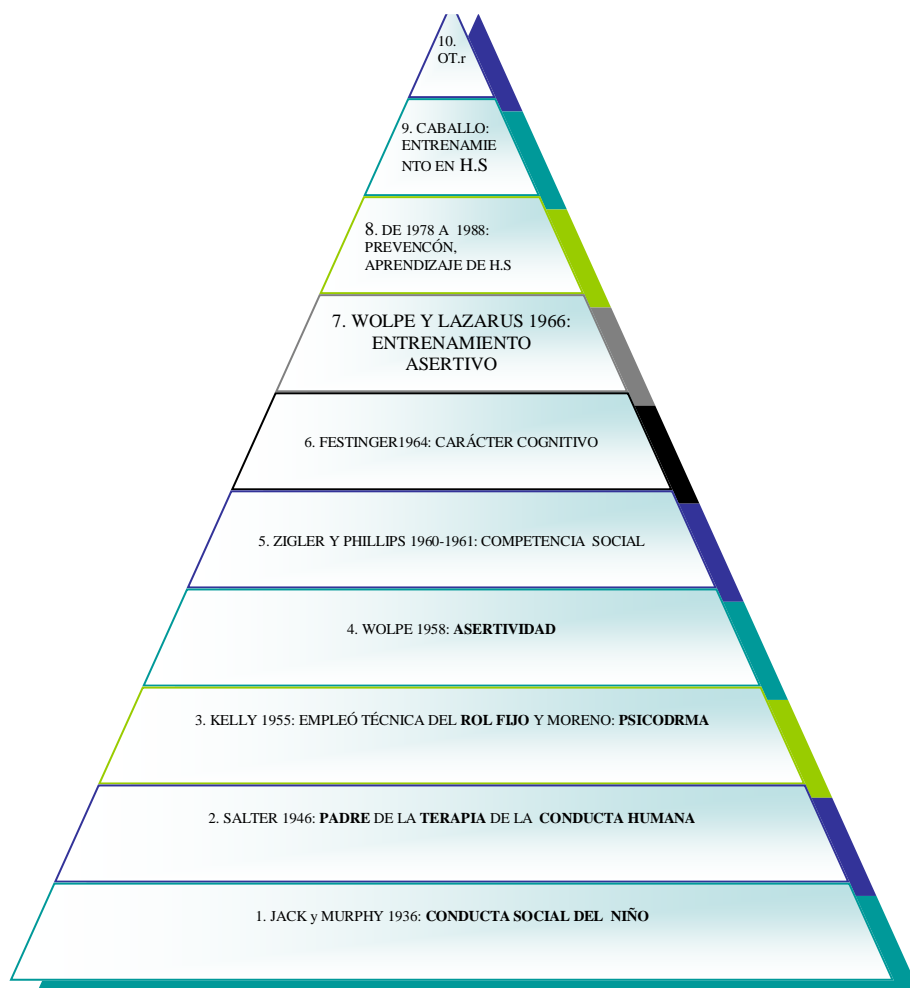 10.
OT.r
9. CABALLO:
ENTRENAMIE
NTO EN H.S
8. DE 1978 A 1988:
PREVENCÓN,
APRENDIZAJE DE H.S
7. WOLPE Y LAZARUS 1966:
ENTRENAMIENTO
ASERTIVO
6. FESTINGER1964: CARÁCTER COGNITIVO
5. ZIGLER Y PHILLIPS 1960-1961: COMPETENCIA SOCIAL
4. WOLPE 1958: ASERTIVIDAD
3. KELLY 1955: EMPLEÓ TÉCNICA DEL ROL FIJO Y MORENO: PSICODRMA
2. SALTER 1946: PADRE DE LA TERAPIA DE LA CONDUCTA HUMANA
1. JACK y MURPHY 1936: CONDUCTA SOCIAL DEL NIÑO